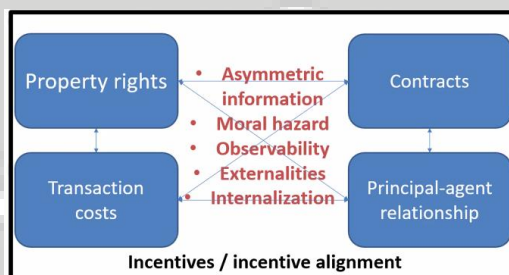 Property rights
• Asymmetric
information
• Moral hazard
• Observability
• Externalities
• Internalization
Contracts
Transaction
costs
Principal-agent
relationship
Incentives / incentive alignment